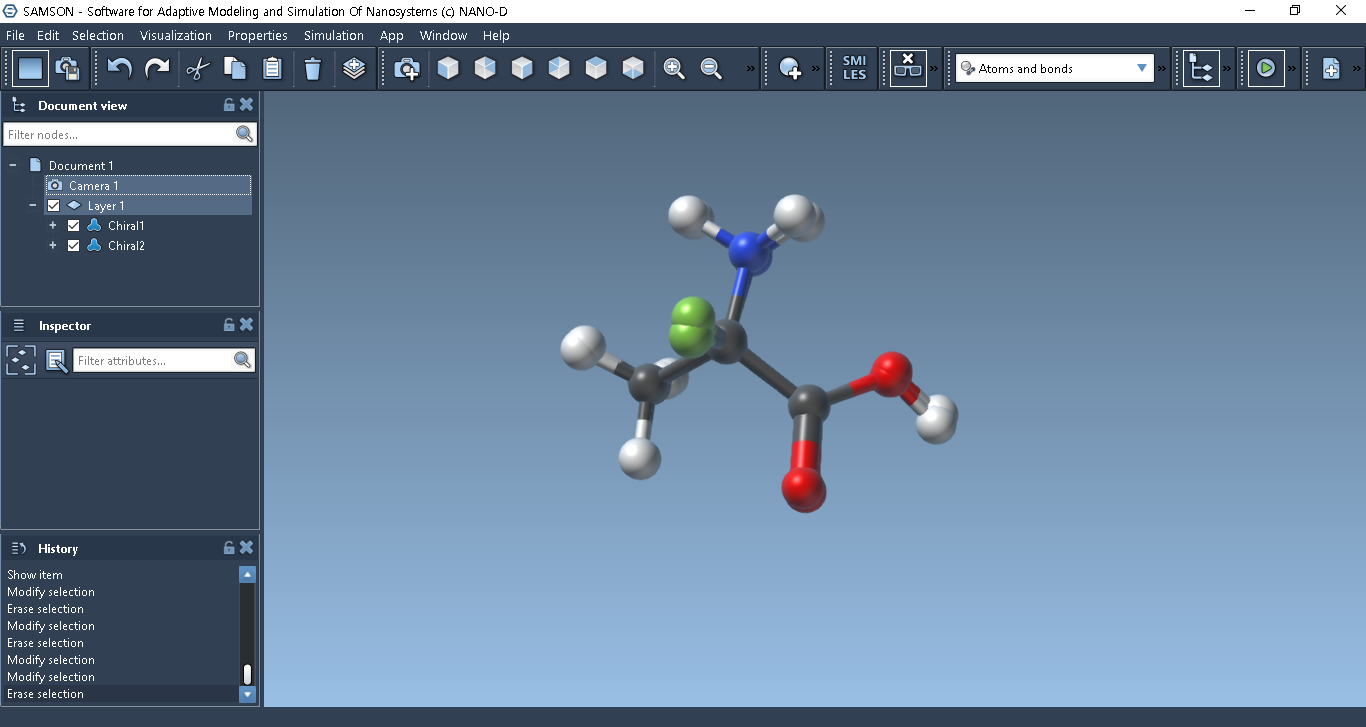 SAMSON - Software for Adaptive Modeling and Simulation Of Nanosystems (c) NANO-D
File Edit Selection Visualization Properties Simulation App Window Help
SMI
LES
Atoms and bonds
Document view
Filter nodes...
Document 1
Camera 1
Layer 1
Chiral1
Chiral2
Inspector
Filter attributes...
History
Show item
Modify selection
Erase selection
Modify selection
Erase selection
Modify selection
Modify selection
Erase selection